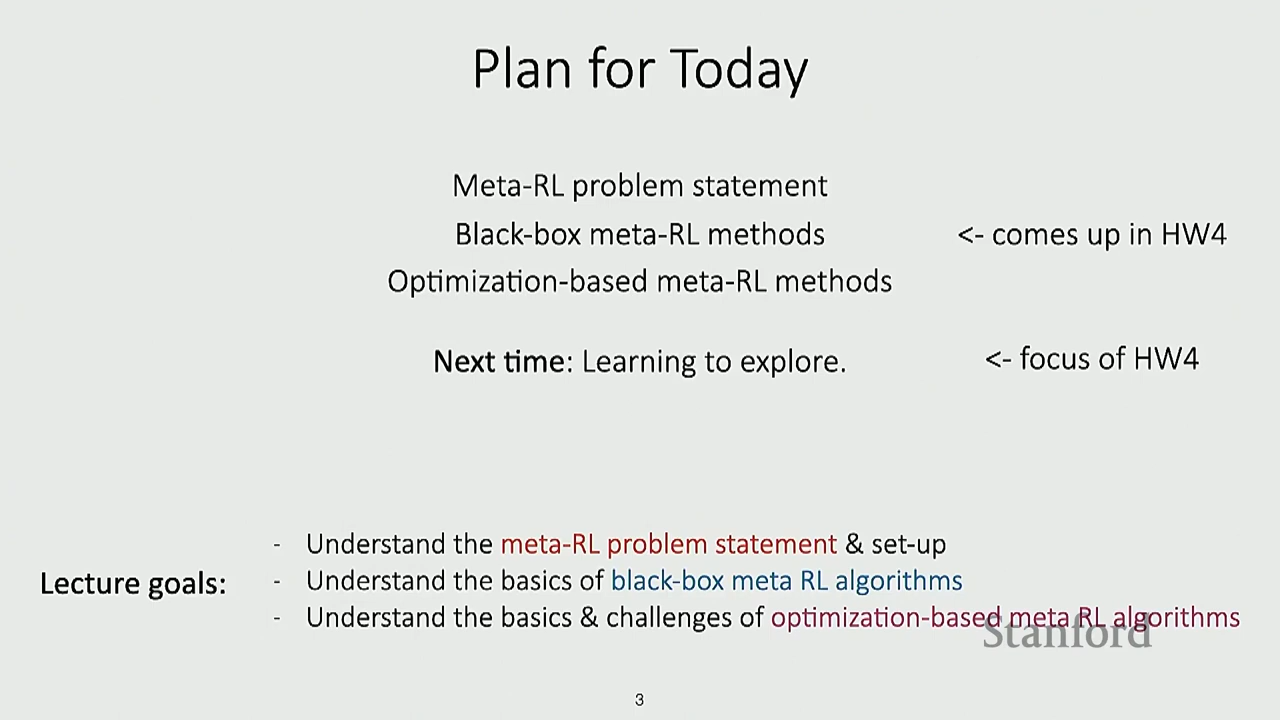 Plan for Today
Meta-RL problem statement
Black-box meta-RL methods <- comes up in HW4
Optimization-based meta-RL methods
Next time: Learning to explore. <- focus of HW4
Lecture goals:
- Understand the meta-RL problem statement & set-up
- Understand the basics of black-box meta RL algorithms
- Understand the basics & challenges of optimization-based meta RL algorithms
Stanford
3